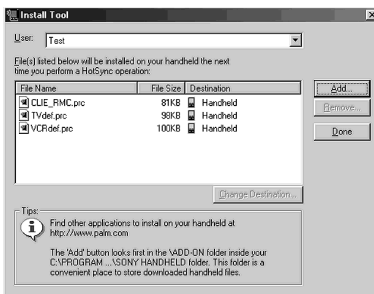 Install Tool
User: Test
File(s) listed below will be installed on your handheld the next
time you perform a HotSync operation:
File Name File Size Destination
CLIE_RMC.prc 81KB Handheld
TVdef.prc 98KB Handheld
VCRdef.prc 100KB Handheld
Add...
Remove...
Done
Change Destination...
Tips:
Find other applications to install on your handheld at
http://www.palm.com
The 'Add' button looks first in the \ADD-ON folder inside your
C:\PROGRAM ...\SONY HANDHELD folder. This folder is a
convenient place to store downloaded handheld files.